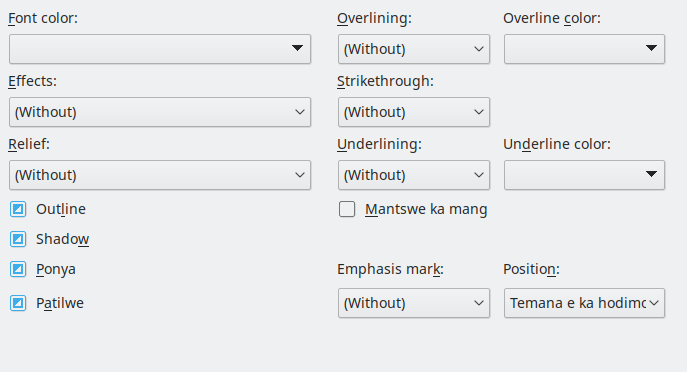 Font color: Overlining: Overline color:
(Without)
Effects: Strikethrough:
(Without) (Without)
Relief: Underlining: Underline color:
(Without) (Without)
Outline Mantswe ka mang
Shadow
Ponya Emphasis mark: Position:
Patilwe (Without) Temana e ka hodimo